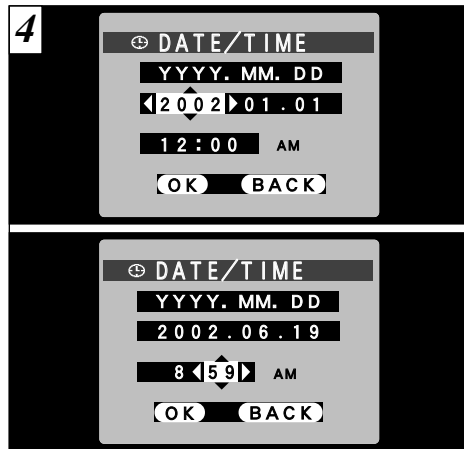 4
DATE/TIME
YYYY. MM. DD
2002 01.01
12:00 AM
OK BACK
DATE/TIME
YYYY. MM. DD
2002.06.19
8 59 AM
OK BACK